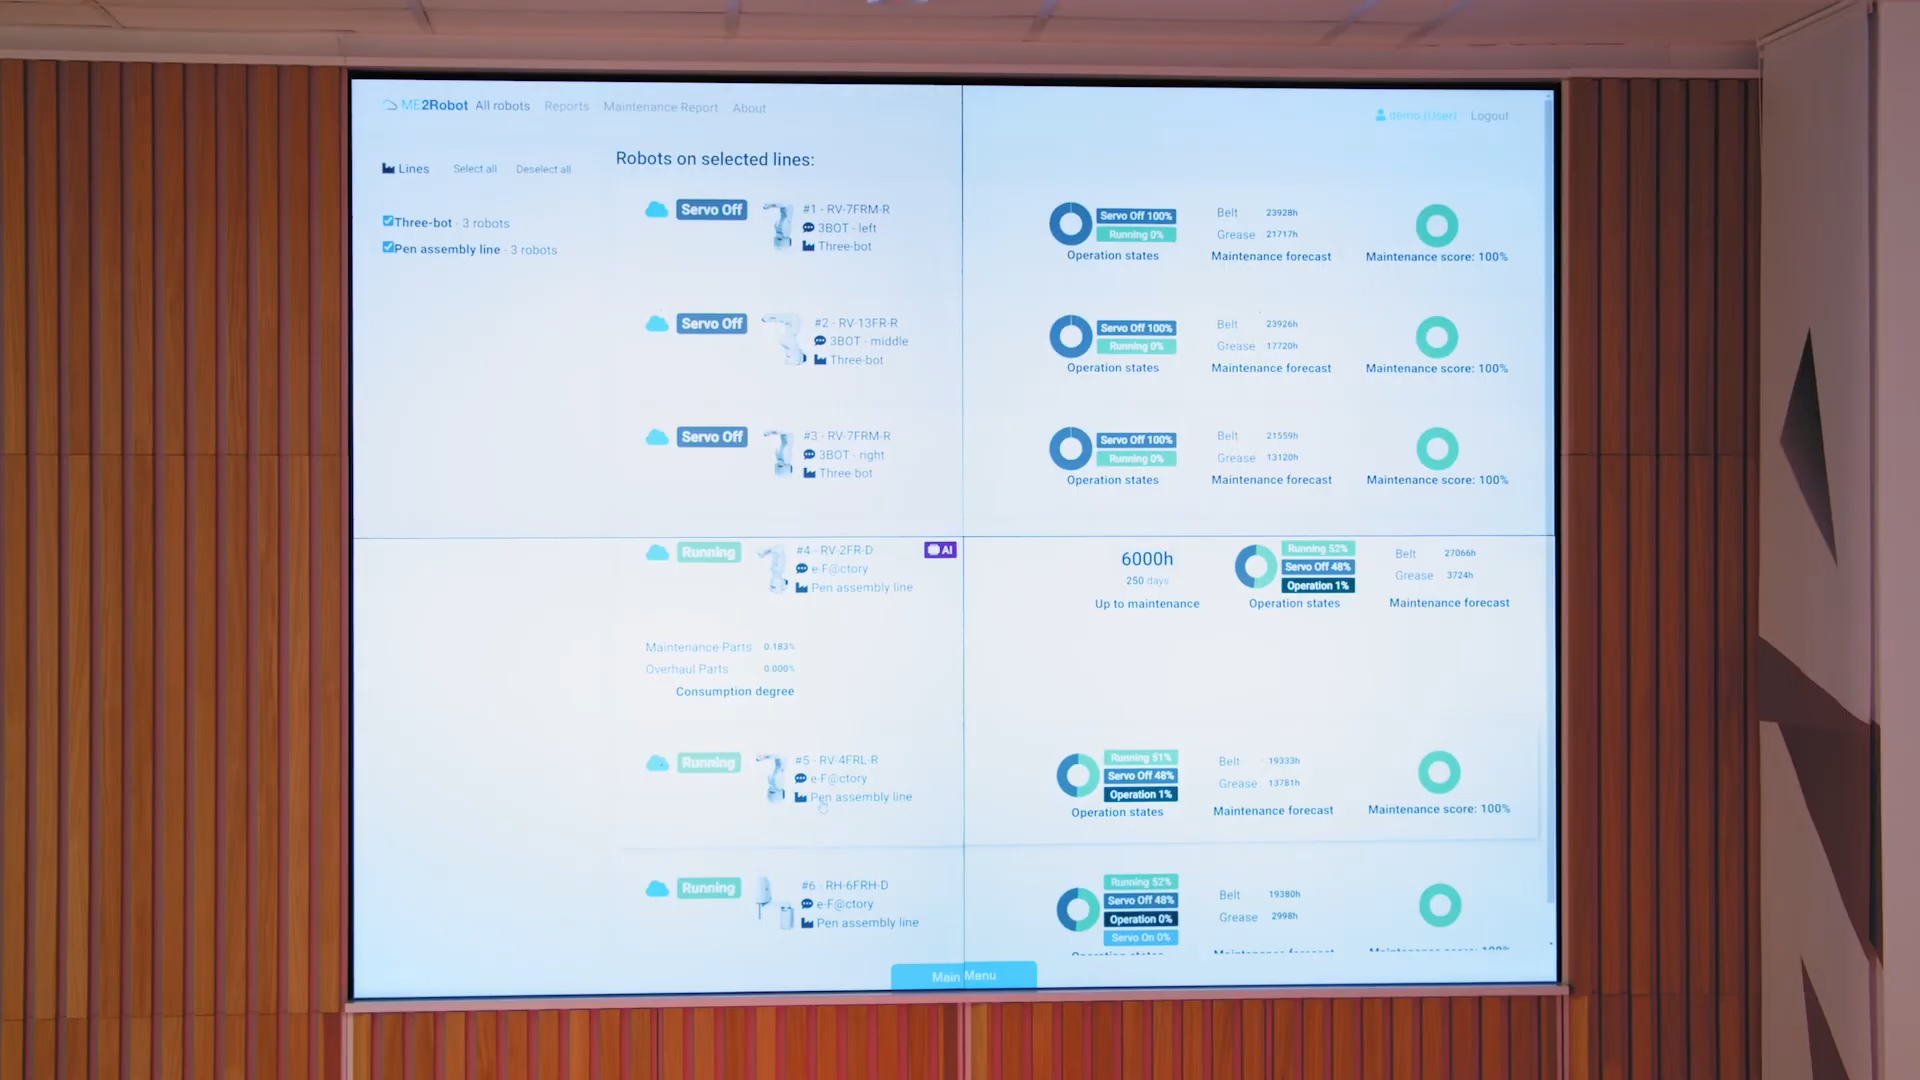 ME2Robot All robots Reports Maintenance Report About
demo (User) Logout
Lines Select all Deselect all
Three-bot - 3 robots
Pen assembly line - 3 robots
Robots on selected lines:
Servo Off
#1 - RV-7FRM-R
3BOT - left
Three-bot
Servo Off 100%
Running 0%
Operation states
Belt 23928h
Grease 21717h
Maintenance forecast
Maintenance score: 100%
Servo Off
#2 - RV-13FR-R
3BOT - middle
Three-bot
Servo Off 100%
Running 0%
Operation states
Belt 23926h
Grease 17720h
Maintenance forecast
Maintenance score: 100%
Servo Off
#3 - RV-7FRM-R
3BOT - right
Three-bot
Servo Off 100%
Running 0%
Operation states
Belt 21559h
Grease 13120h
Maintenance forecast
Maintenance score: 100%
Running
#4 - RV-2FR-D
e-F@ctory
Pen assembly line
AI
6000h
250 days
Up to maintenance
Running 52%
Servo Off 48%
Operation 1%
Operation states
Belt 27066h
Grease 3724h
Maintenance forecast
Maintenance Parts 0.183%
Overhaul Parts 0.000%
Consumption degree
Running
#5 - RV-4FRL-R
e-F@ctory
Pen assembly line
Running 51%
Servo Off 48%
Operation 1%
Operation states
Belt 19333h
Grease 13781h
Maintenance forecast
Maintenance score: 100%
Running
#6 - RH-6FRH-D
e-F@ctory
Pen assembly line
Running 52%
Servo Off 48%
Operation 0%
Servo On 0%
Operation states
Belt 19380h
Grease 2998h
Maintenance forecast
Maintenance score: 100%
Main Menu